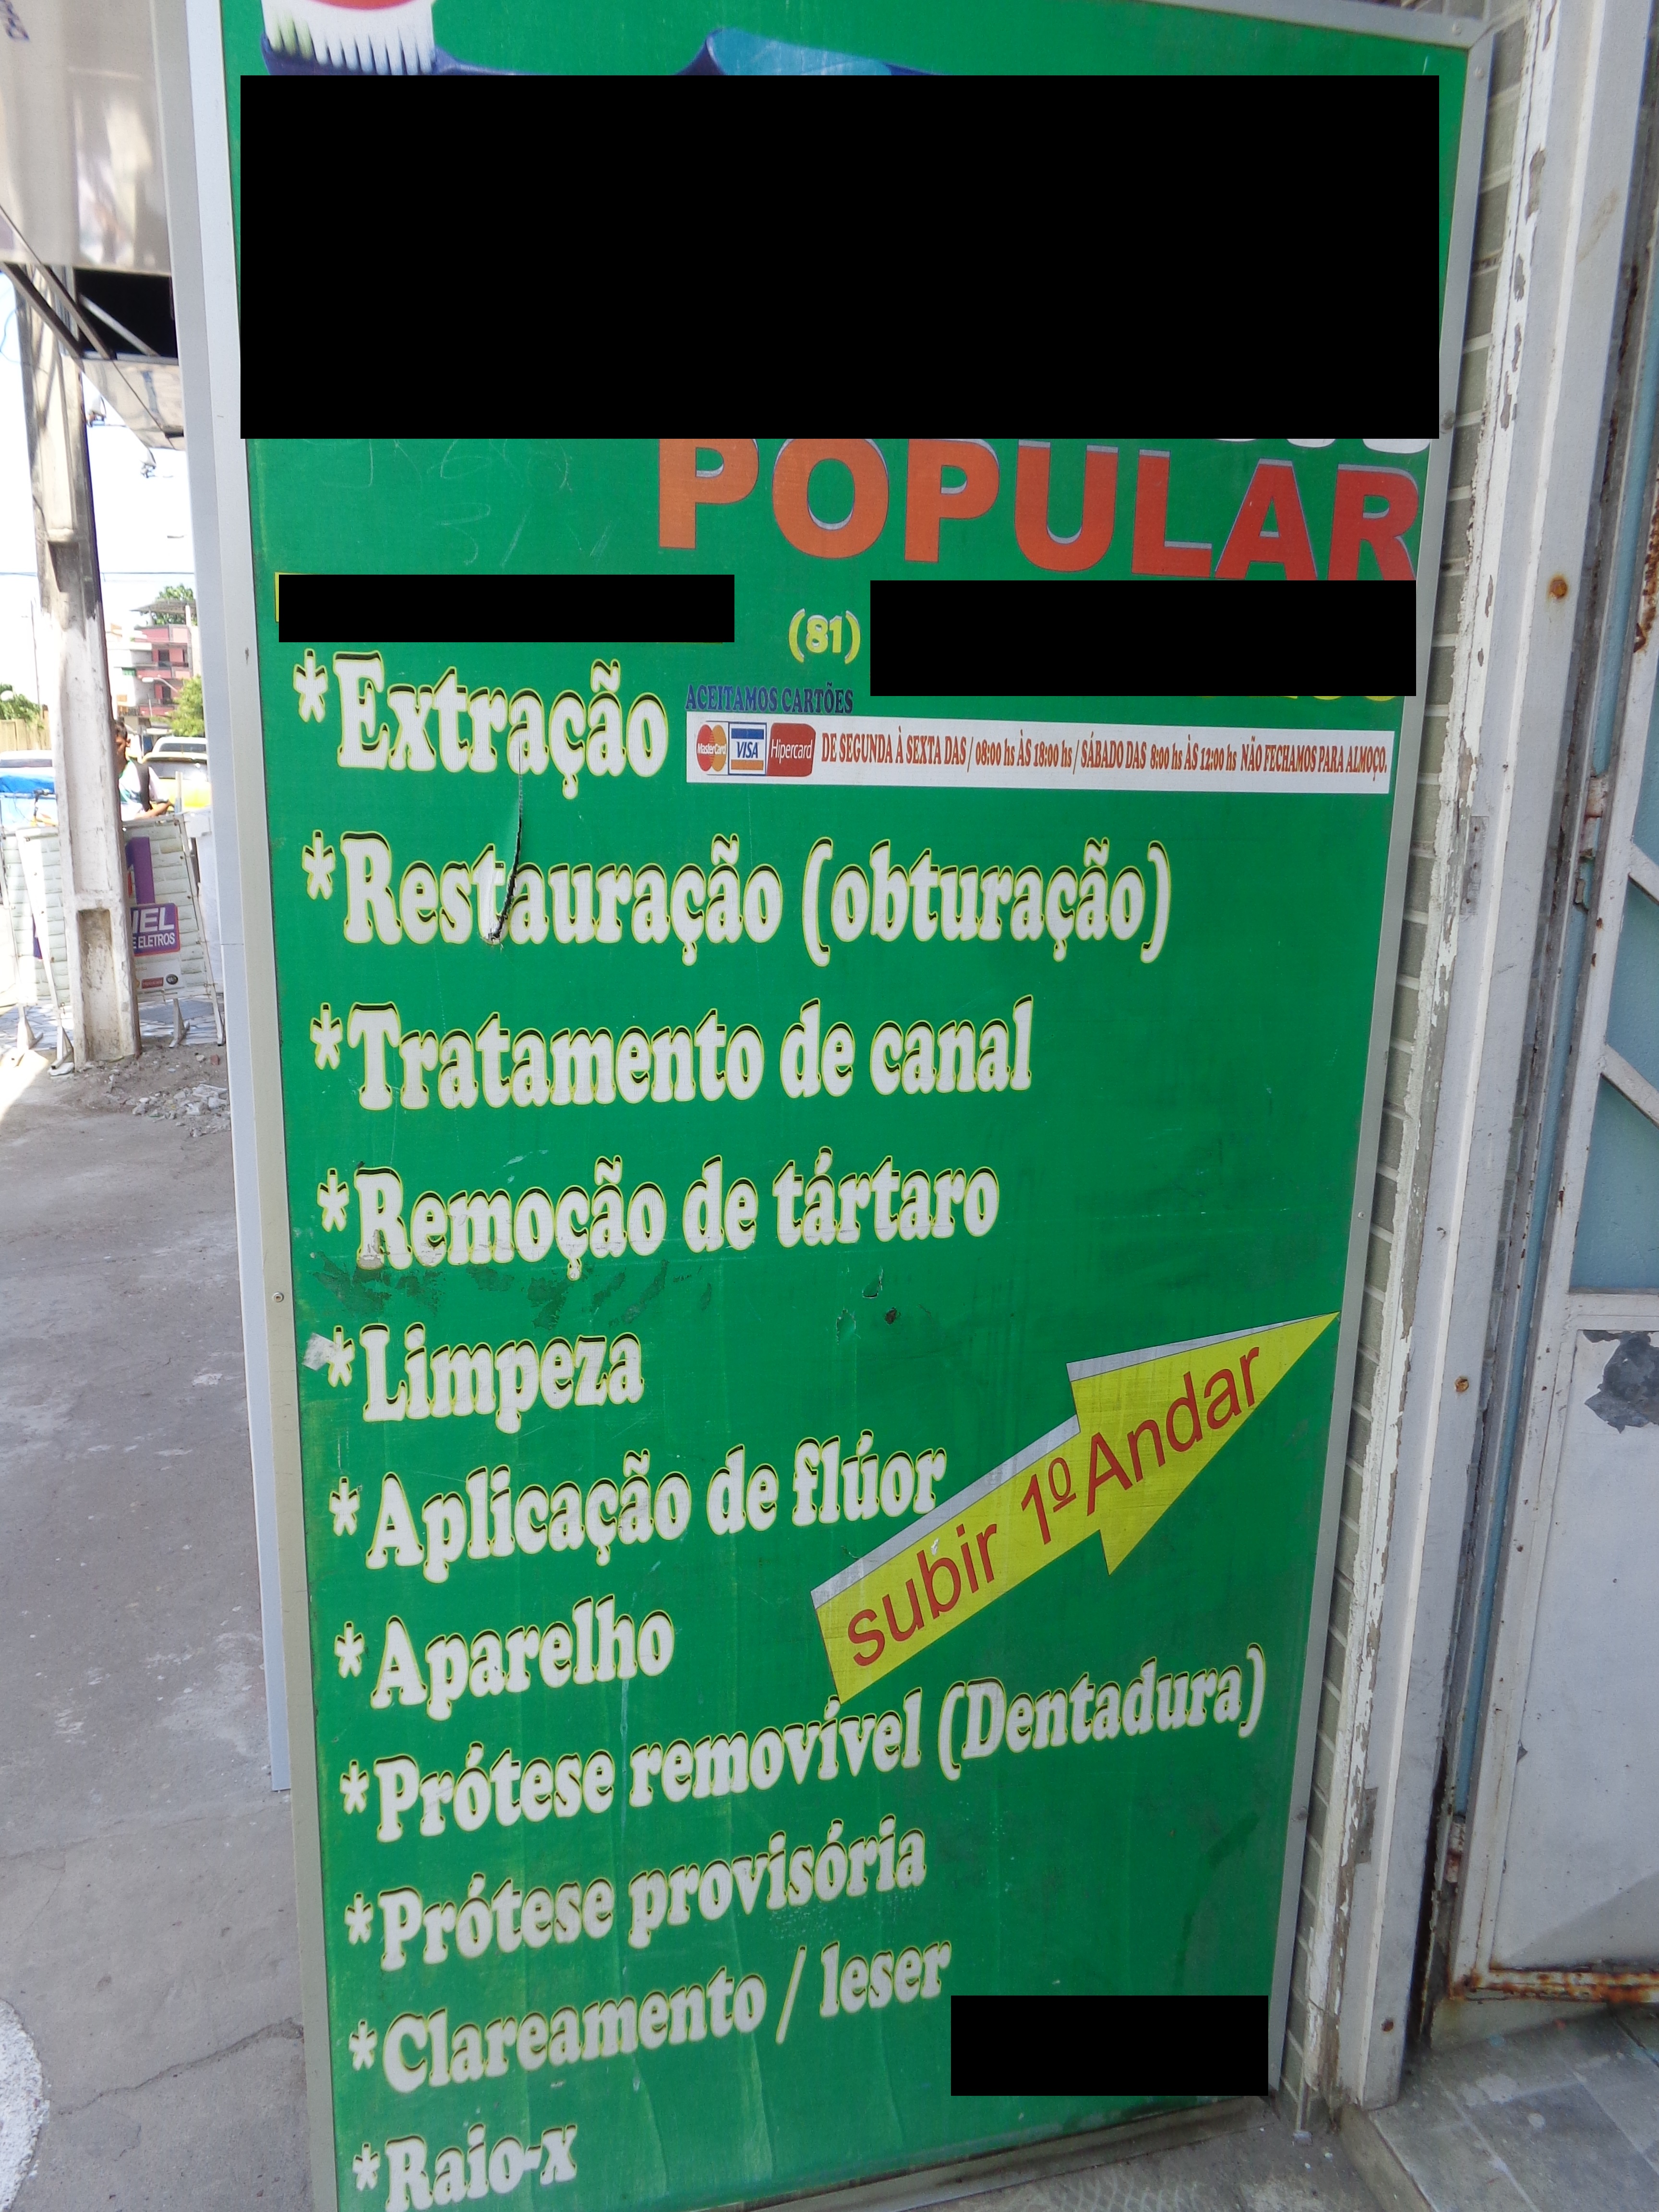 POPULAR
(81)
*Extração
ACEITAMOS CARTÕES
MasterCard VISA Hipercard DE SEGUNDA À SEXTA DAS / 08:00 hs ÀS 18:00 hs / SÁBADO DAS 8:00 hs ÀS 12:00 hs NÃO FECHAMOS PARA ALMOÇO.
*Restauração (obturação)
*Tratamento de canal
*Remoção de tártaro
*Limpeza
*Aplicação de flúor
subir 1º Andar
*Aparelho
*Prótese removível (Dentadura)
*Prótese provisória
*Clareamento / leser
*Raio-x
IEL
E ELETROS